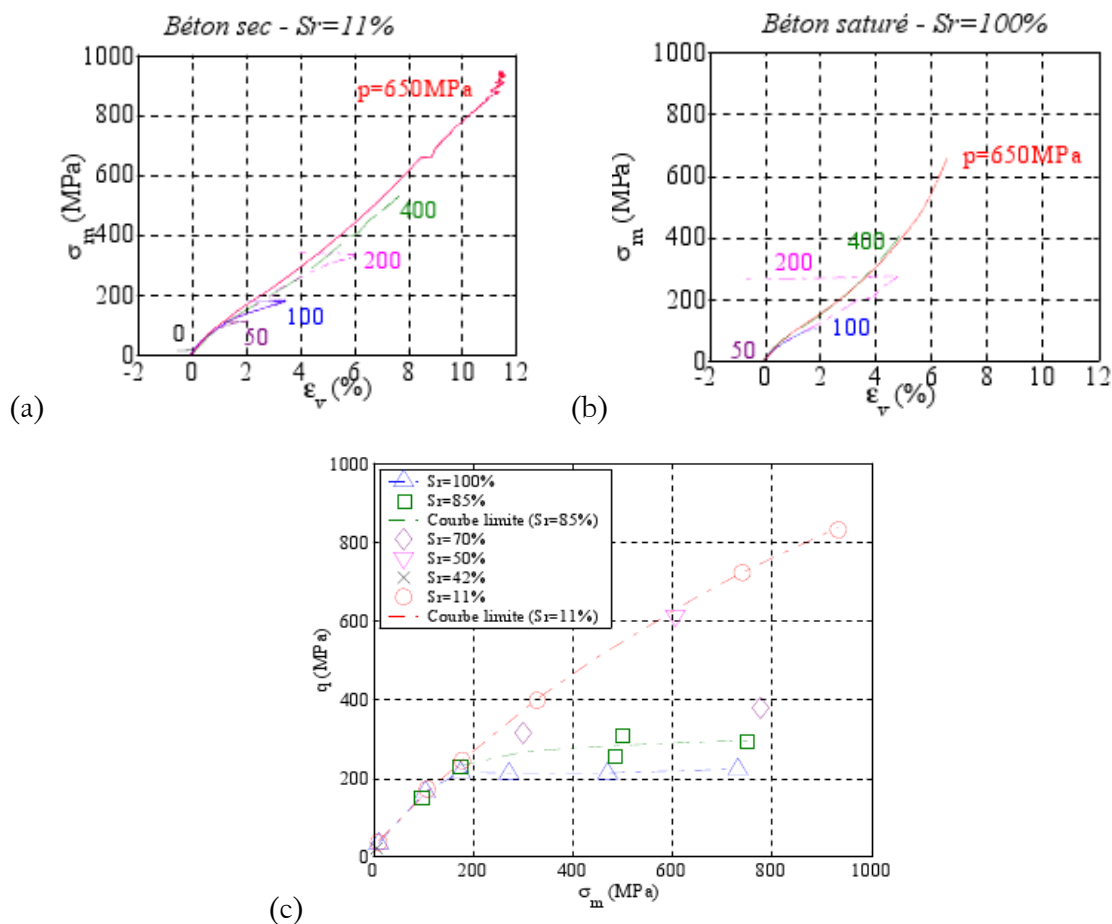 Béton sec - Sr=11%
1000
800
600
400
200
0
σm (MPa)
p=650MPa
400
200
100
50
0
-2 0 2 4 6 8 10 12
εv (%)
(a)
Béton saturé - Sr=100%
1000
800
600
400
200
0
σm (MPa)
p=650MPa
400
200
100
50
-2 0 2 4 6 8 10 12
εv (%)
(b)
1000
800
600
400
200
0
q (MPa)
Sr=100%
Sr=85%
Courbe limite (Sr=85%)
Sr=70%
Sr=50%
Sr=42%
Sr=11%
Courbe limite (Sr=11%)
0 200 400 600 800 1000
σm (MPa)
(c)